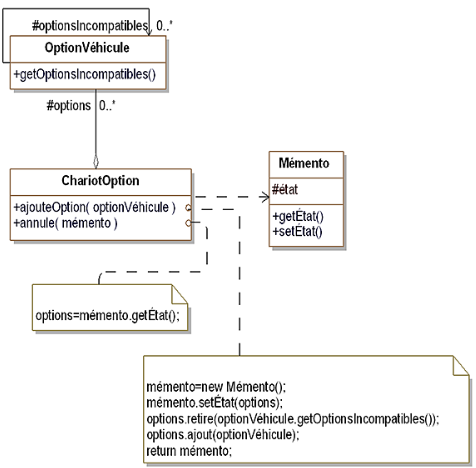 #optionsIncompatibles 0..*
OptionVéhicule
+getOptionsIncompatibles()
#options 0..*
ChariotOption
+ajouteOption( optionVéhicule )
+annule( mémento )
Mémento
#état
+getÉtat()
+setÉtat()
options=mémento.getÉtat();
mémento=new Mémento();
mémento.setÉtat(options);
options.retire(optionVéhicule.getOptionsIncompatibles());
options.ajout(optionVéhicule);
return mémento;